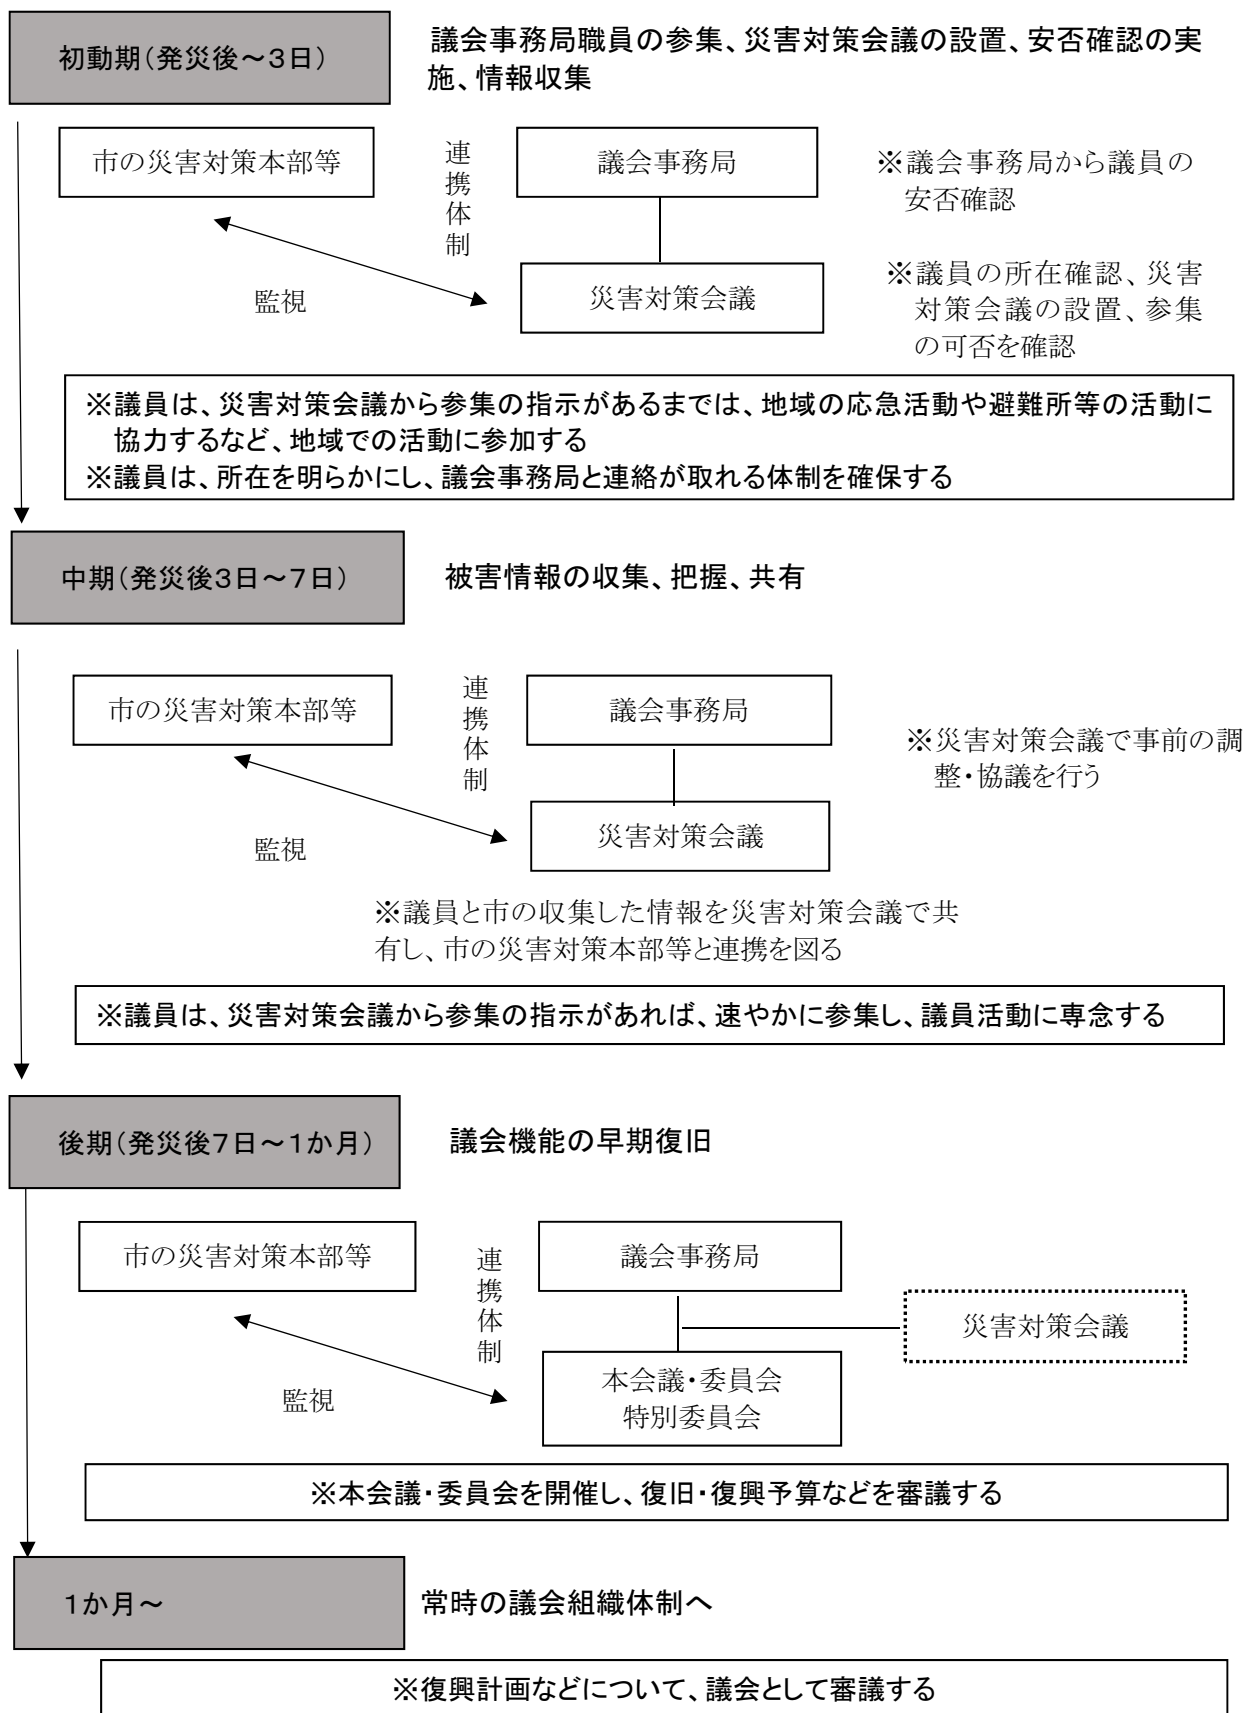 初動期（発災後～3日）
議会事務局職員の参集、災害対策会議の設置、安否確認の実
施、情報収集
市の災害対策本部等
連携体制
議会事務局
※議会事務局から議員の
安否確認
監視
災害対策会議
※議員の所在確認、災害
対策会議の設置、参集
の可否を確認
※議員は、災害対策会議から参集の指示があるまでは、地域の応急活動や避難所等の活動に
協力するなど、地域での活動に参加する
※議員は、所在を明らかにし、議会事務局と連絡が取れる体制を確保する
中期（発災後3日～7日）
被害情報の収集、把握、共有
市の災害対策本部等
連携体制
議会事務局
※災害対策会議で事前の調
整・協議を行う
監視
災害対策会議
※議員と市の収集した情報を災害対策会議で共
有し、市の災害対策本部等と連携を図る
※議員は、災害対策会議から参集の指示があれば、速やかに参集し、議員活動に専念する
後期（発災後7日～1か月）
議会機能の早期復旧
市の災害対策本部等
連携体制
議会事務局
災害対策会議
監視
本会議・委員会
特別委員会
※本会議・委員会を開催し、復旧・復興予算などを審議する
1か月～
常時の議会組織体制へ
※復興計画などについて、議会として審議する